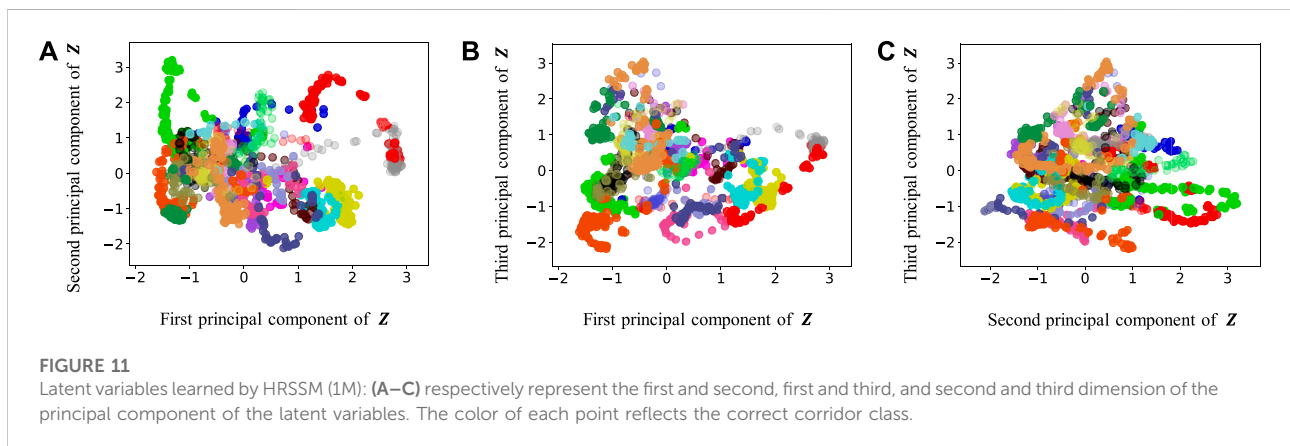 A
Second principal component of Z
3
2
1
0
−1
−2
−2 −1 0 1 2 3
First principal component of Z
B
Third principal component of Z
3
2
1
0
−1
−2
−2 −1 0 1 2 3
First principal component of Z
C
Third principal component of Z
3
2
1
0
−1
−2
−2 −1 0 1 2 3
Second principal component of Z
FIGURE 11
Latent variables learned by HRSSM (1M): (A–C) respectively represent the first and second, first and third, and second and third dimension of the
principal component of the latent variables. The color of each point reflects the correct corridor class.